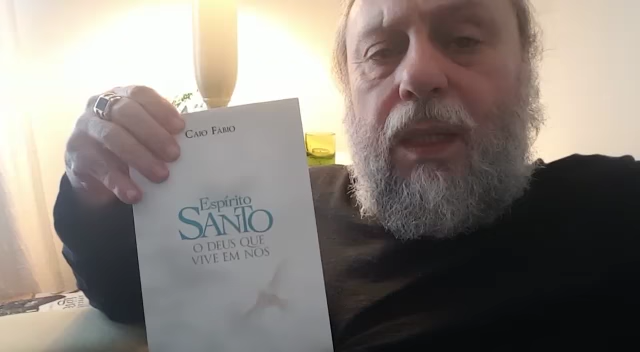 CAIO FÁBIO
Espírito
SANTO
O DEUS QUE
VIVE EM NÓS